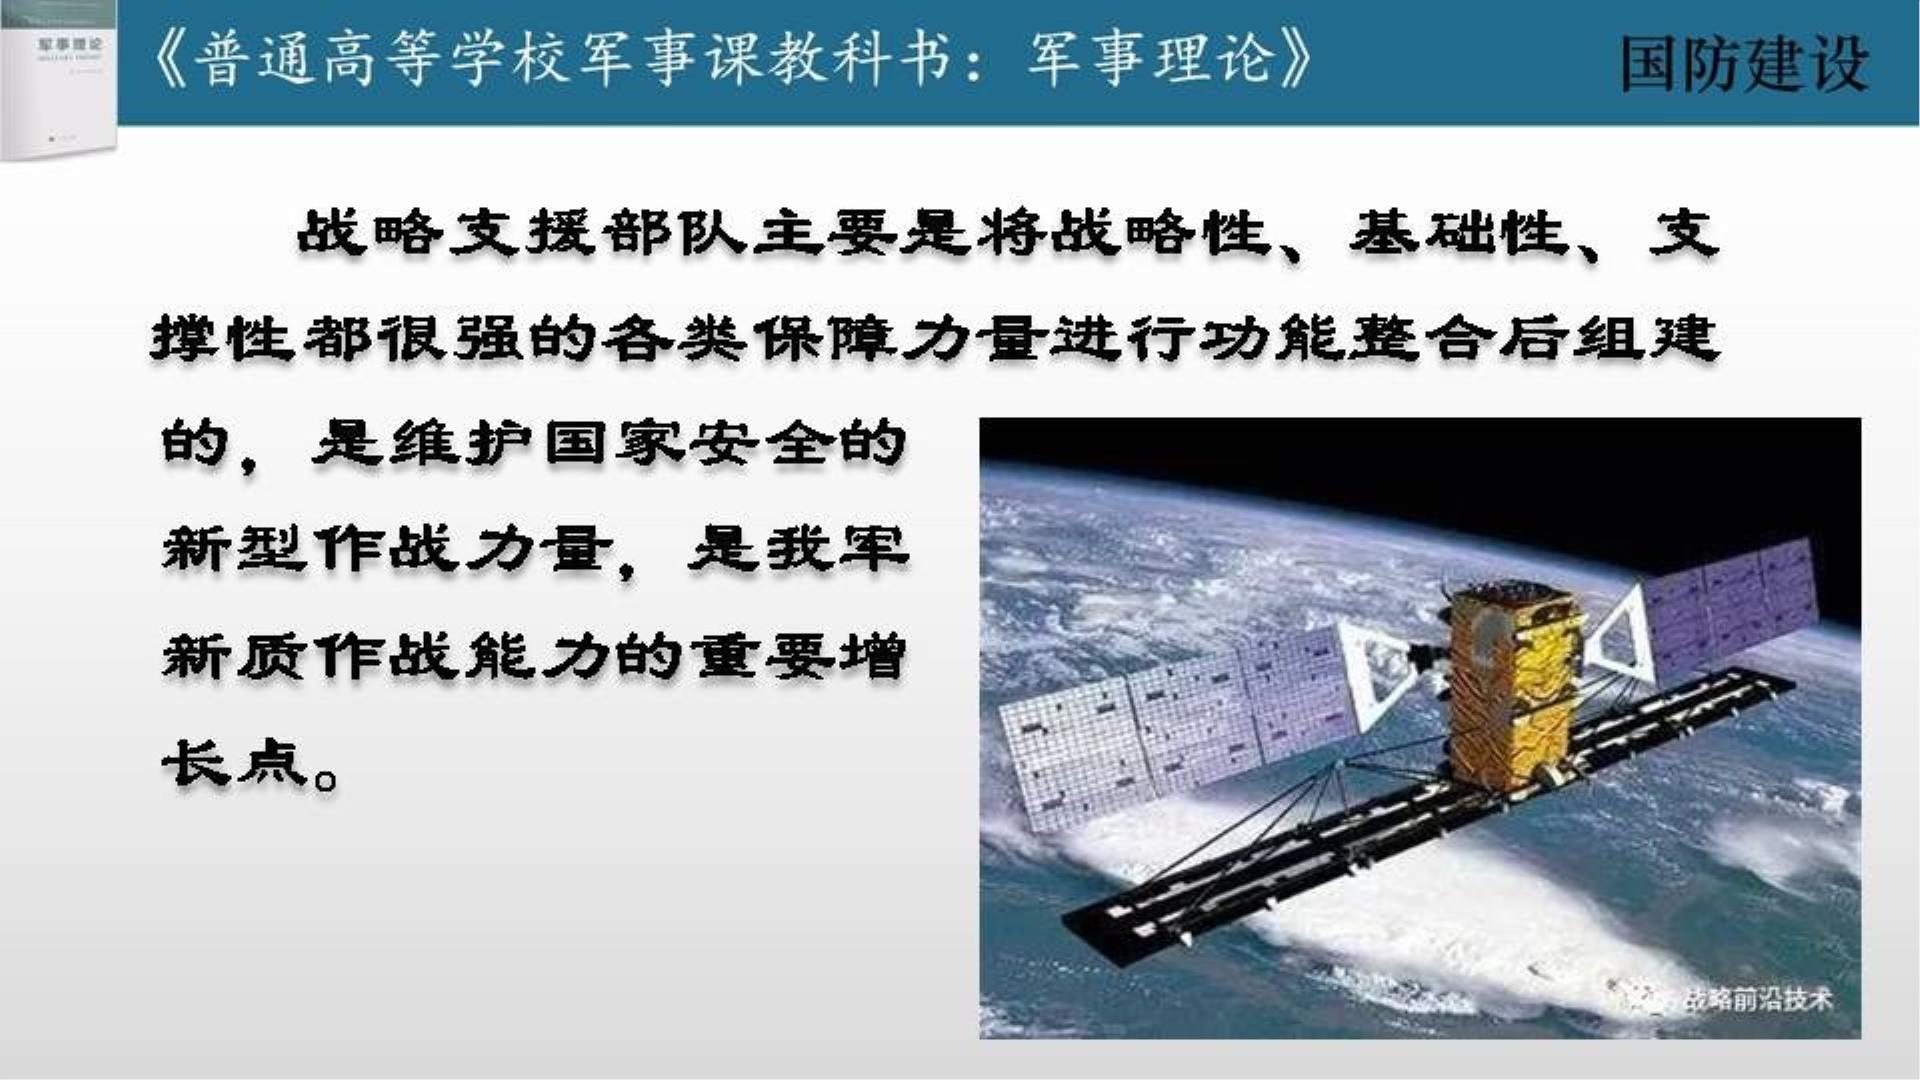 军事理论
《普通高等学校军事课教科书：军事理论》
国防建设
战略支援部队主要是将战略性、基础性、支
撑性都很强的各类保障力量进行功能整合后组建
的，是维护国家安全的
新型作战力量，是我军
新质作战能力的重要增
长点。
战略前沿技术